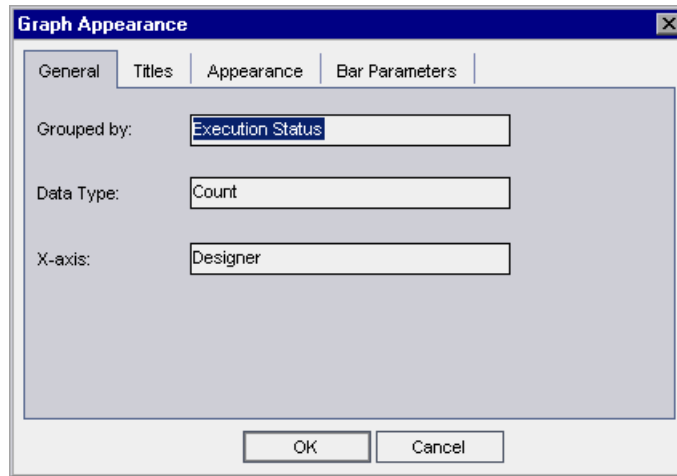 Graph Appearance
General Titles Appearance Bar Parameters
Grouped by: Execution Status
Data Type: Count
X-axis: Designer
OK Cancel